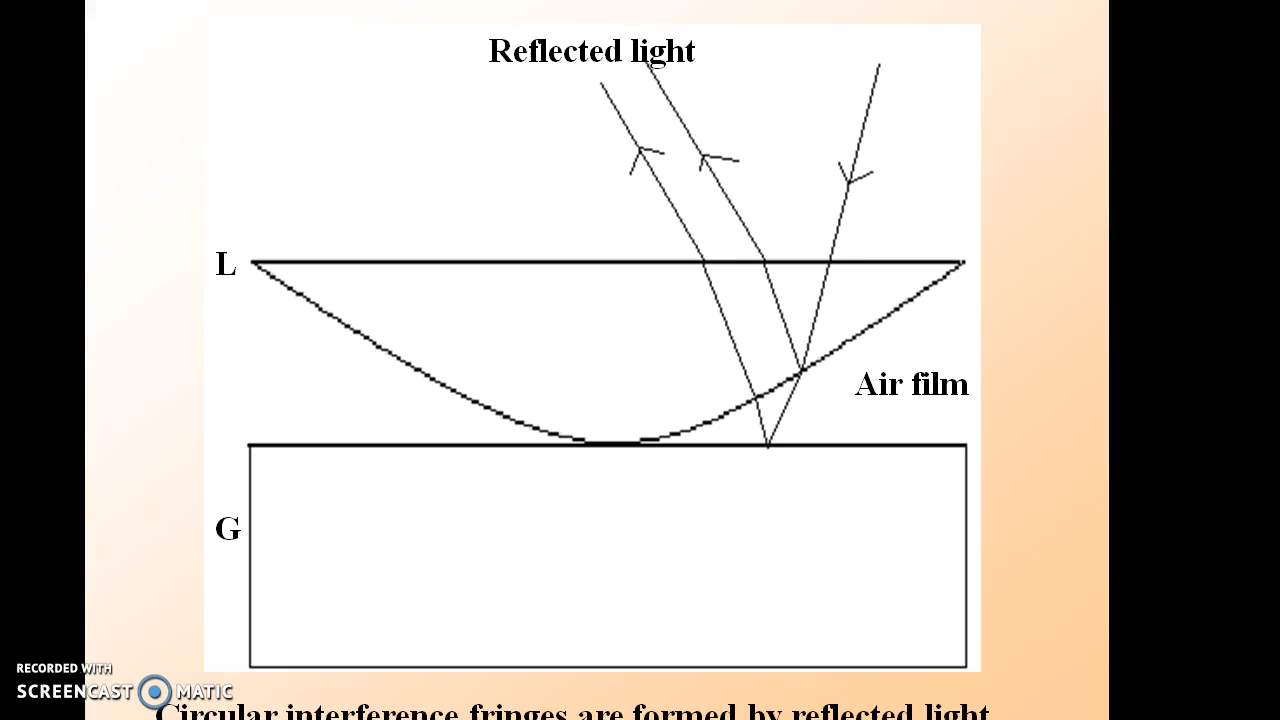 Reflected light
L
Air film
G
RECORDED WITH
SCREENCAST MATIC
Circular interference fringes are formed by reflected light